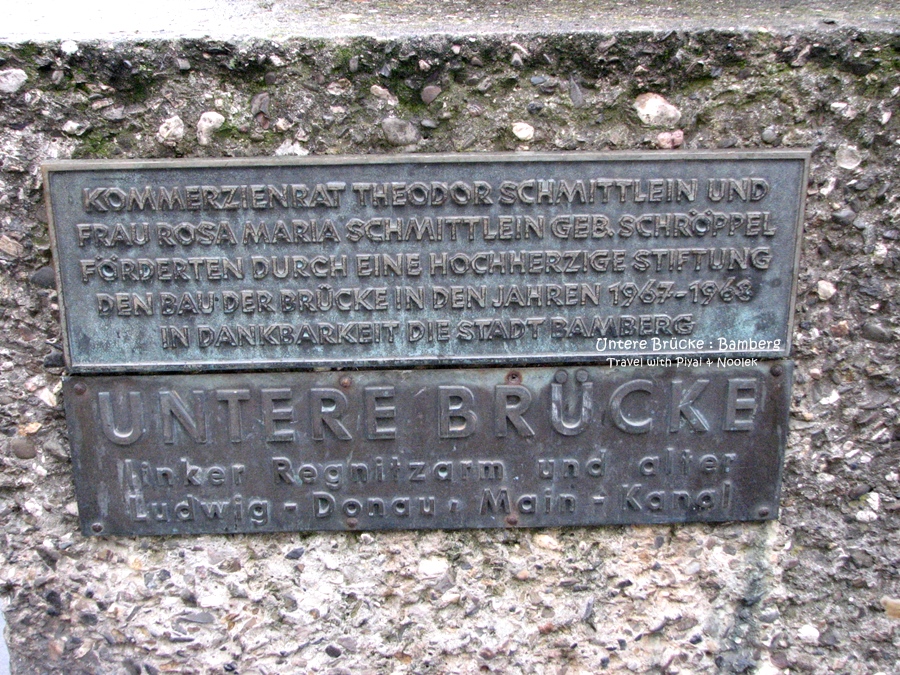 KOMMERZIENRAT THEODOR SCHMITTLEIN UND
FRAU ROSA MARIA SCHMITTLEIN GEB. SCHRÖPPEL
FÖRDERTEN DURCH EINE HOCHHERZIGE STIFTUNG
DEN BAU DER BRÜCKE IN DEN JAHREN 1967-1968
IN DANKBARKEIT DIE STADT BAMBERG
Untere Brücke : Bamberg
Travel with Piyai & Noolek
UNTERE BRÜCKE
linker Regnitzarm und alter
Ludwig - Donau - Main - Kanal